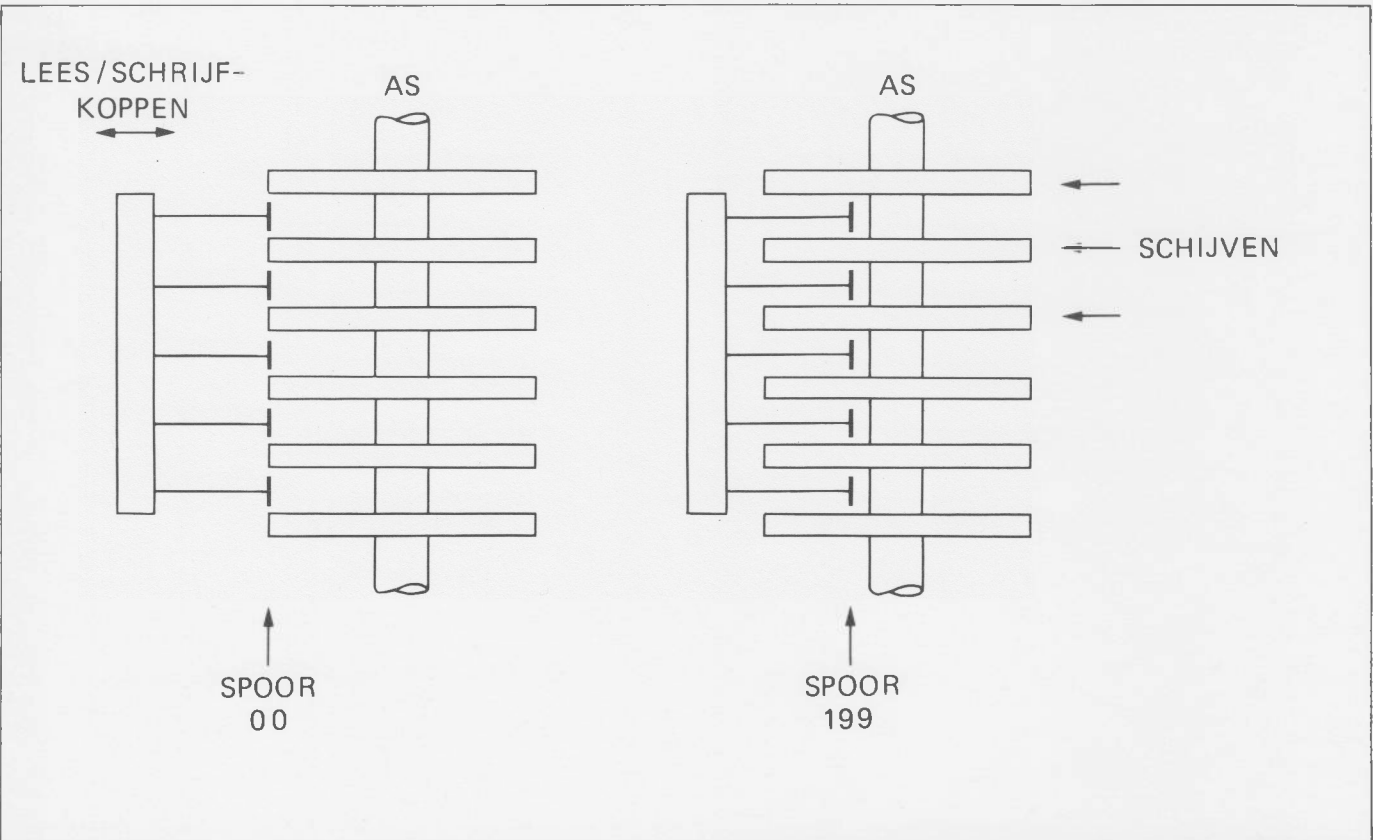 LEES/SCHRIJF-
KOPPEN
AS
AS
SCHIJVEN
SPOOR
00
SPOOR
199